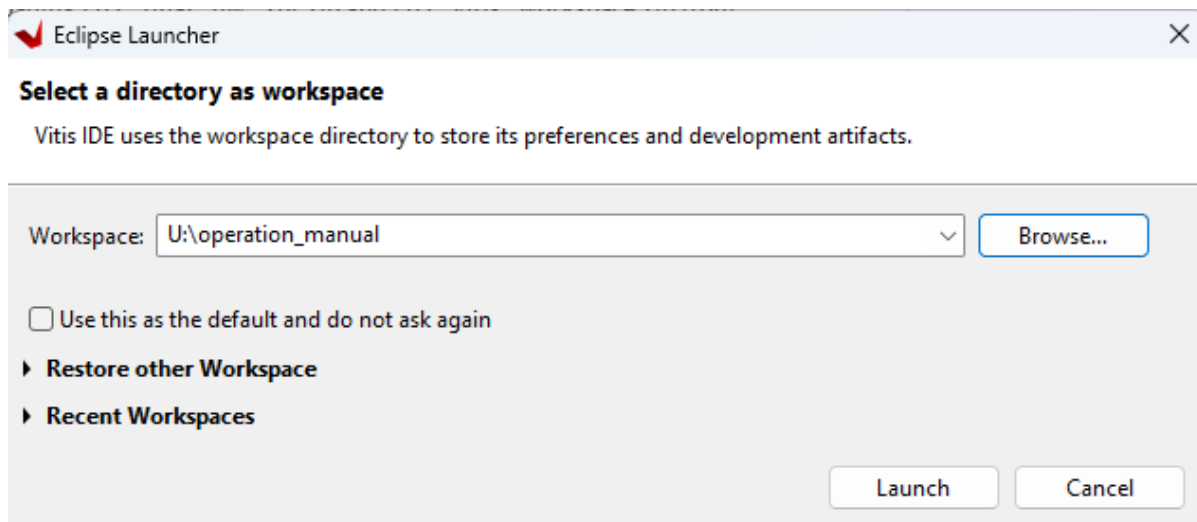 Eclipse Launcher
Select a directory as workspace
Vitis IDE uses the workspace directory to store its preferences and development artifacts.
Workspace: U:\operation_manual Browse...
Use this as the default and do not ask again
Restore other Workspace
Recent Workspaces
Launch Cancel